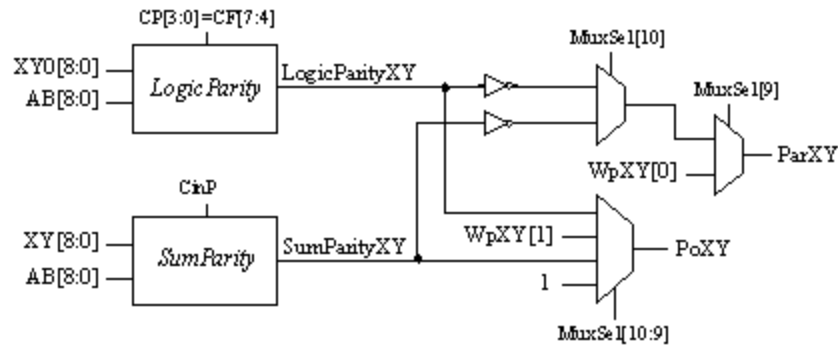 CP[3:0]=CF[7:4]
MuxSel[10]
XY0[8:0]
LogicParity
LogicParityXY
AB[8:0]
MuxSel[9]
ParXY
WpXY[0]
CinP
XY[8:0]
SumParity
SumParityXY
WpXY[1]
PoXY
AB[8:0]
1
MuxSel[10:9]